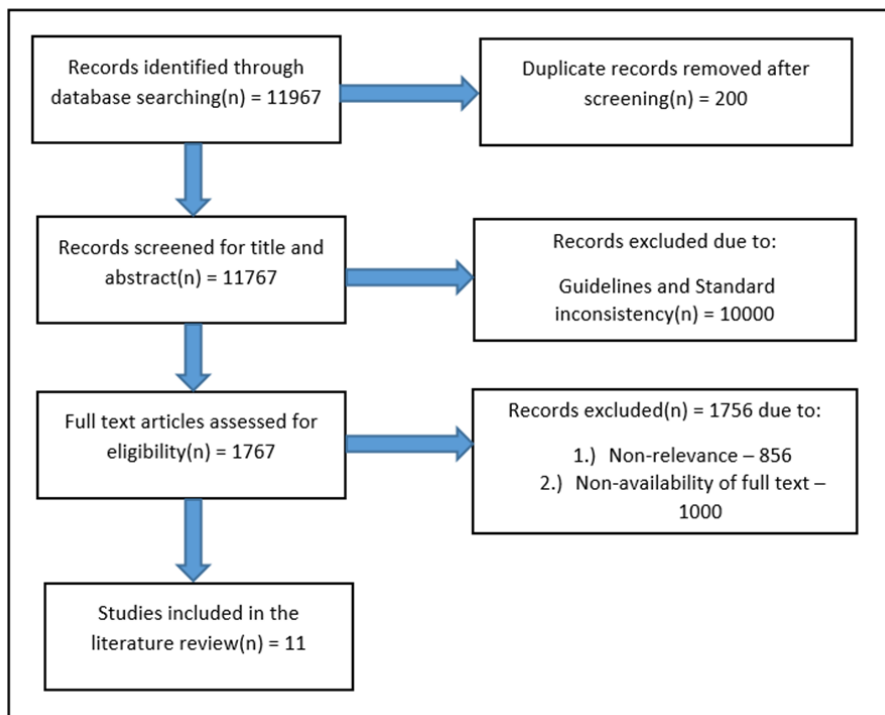 Records identified through
database searching(n) = 11967
Duplicate records removed after
screening(n) = 200
Records screened for title and
abstract(n) = 11767
Records excluded due to:
Guidelines and Standard
inconsistency(n) = 10000
Full text articles assessed for
eligibility(n) = 1767
Records excluded(n) = 1756 due to:
1.) Non-relevance – 856
2.) Non-availability of full text –
1000
Studies included in the
literature review(n) = 11